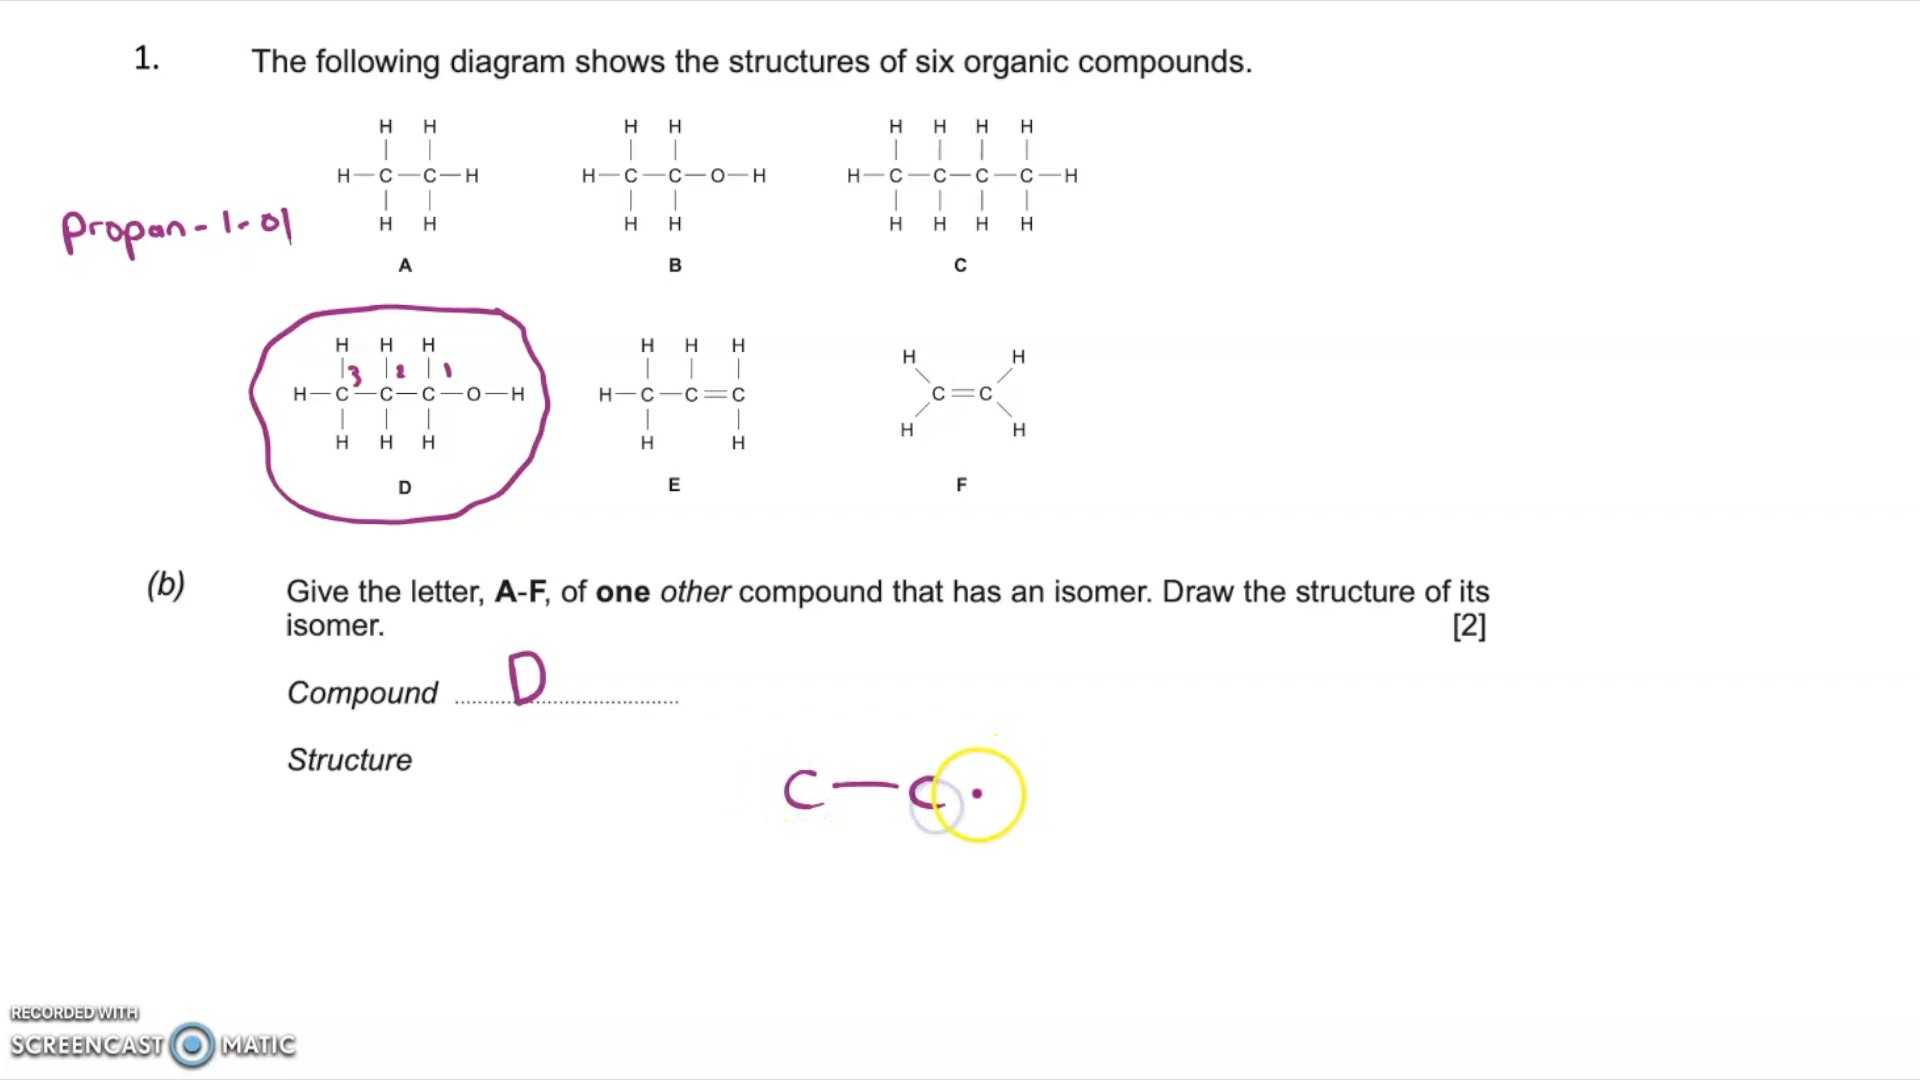 1. The following diagram shows the structures of six organic compounds.
H H
H C C H
H H
A
H H
H C C O H
H H
B
H H H H
H C C C C H
H H H H
C
Propan-1-ol
H H H
3 2 1
H C C C O H
H H H
D
H H H
H C C C
H H
E
H H
C C
H H
F
(b) Give the letter, A-F, of one other compound that has an isomer. Draw the structure of its
isomer. [2]
Compound D
Structure
C — C
RECORDED WITH
SCREENCAST MATIC